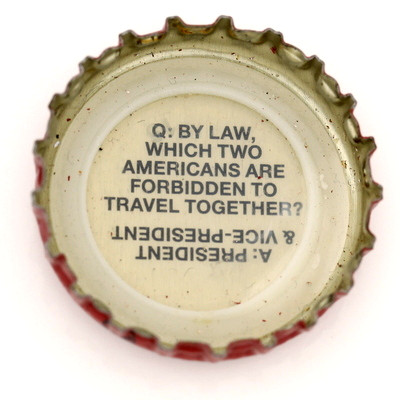 Q: BY LAW,
WHICH TWO
AMERICANS ARE
FORBIDDEN TO
TRAVEL TOGETHER?
A: PRESIDENT
& VICE-PRESIDENT